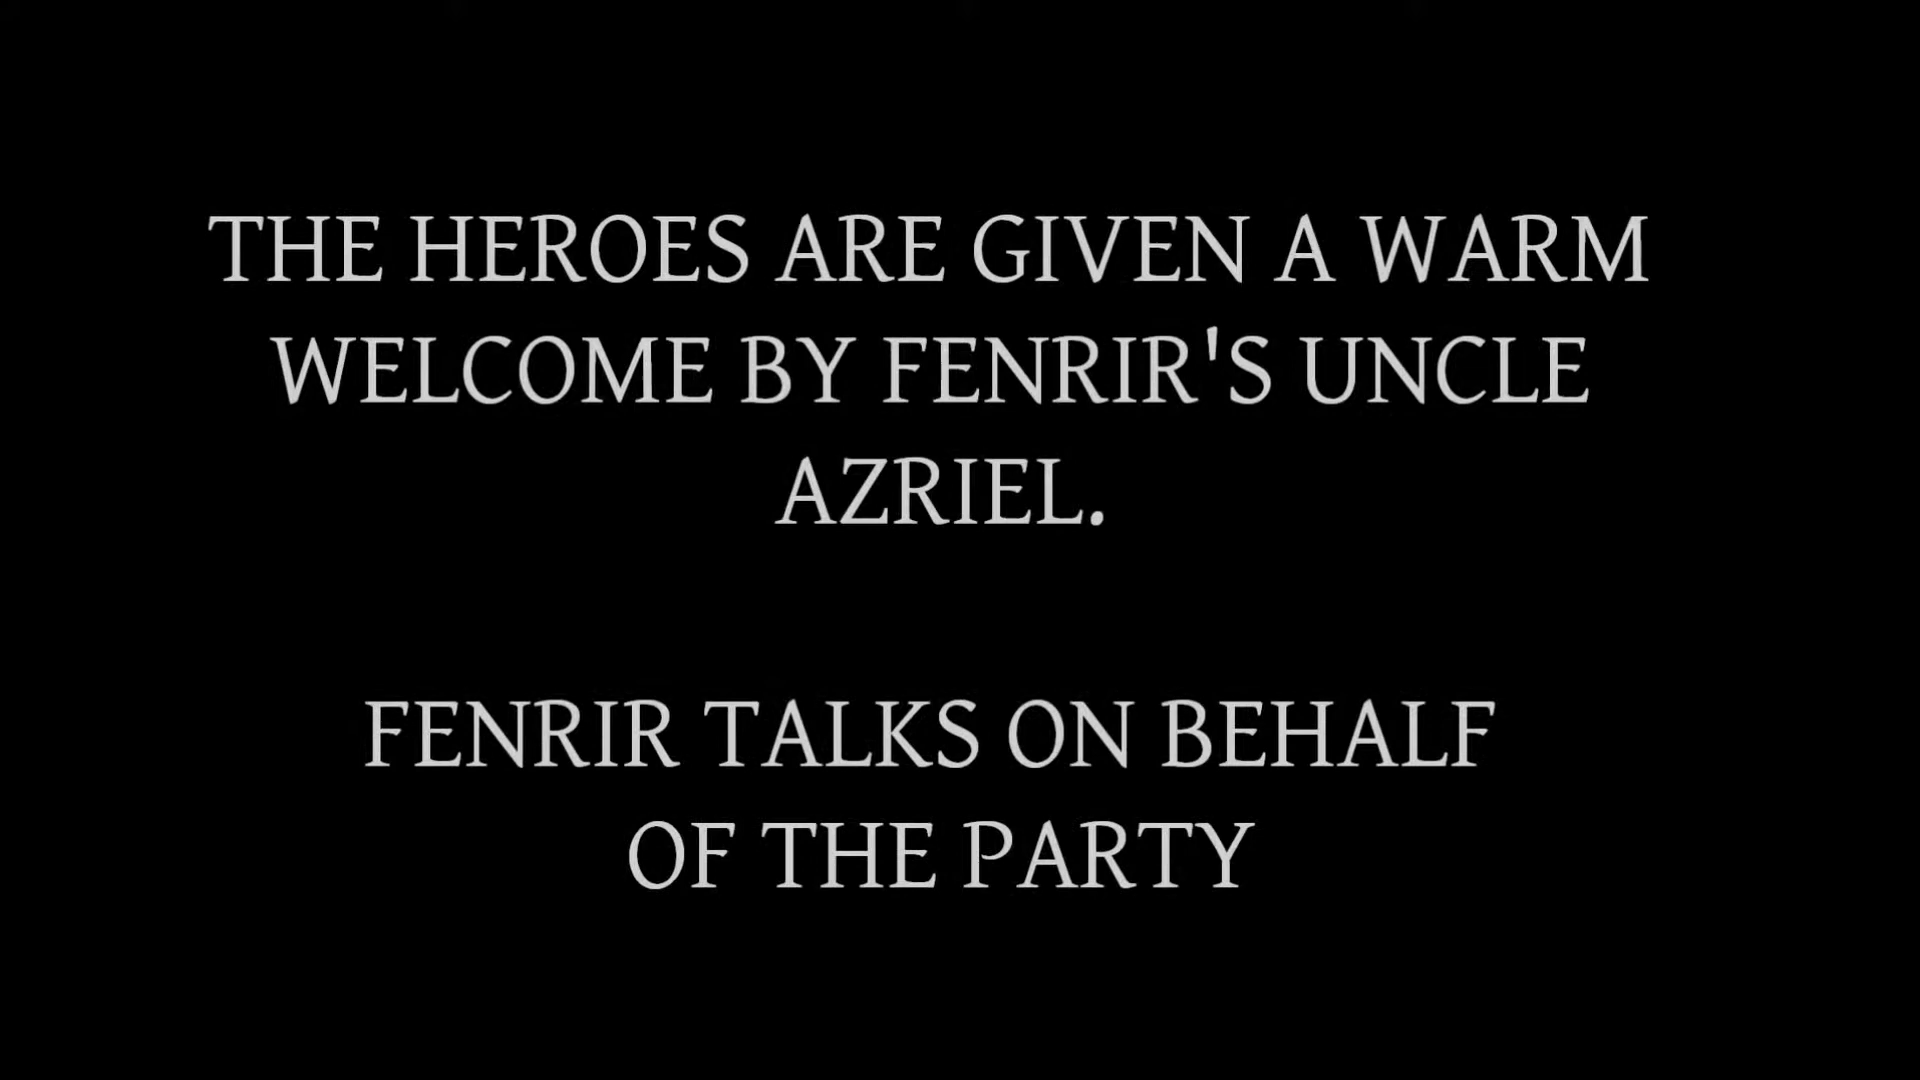 THE HEROES ARE GIVEN A WARM
WELCOME BY FENRIR'S UNCLE
AZRIEL.
FENRIR TALKS ON BEHALF
OF THE PARTY